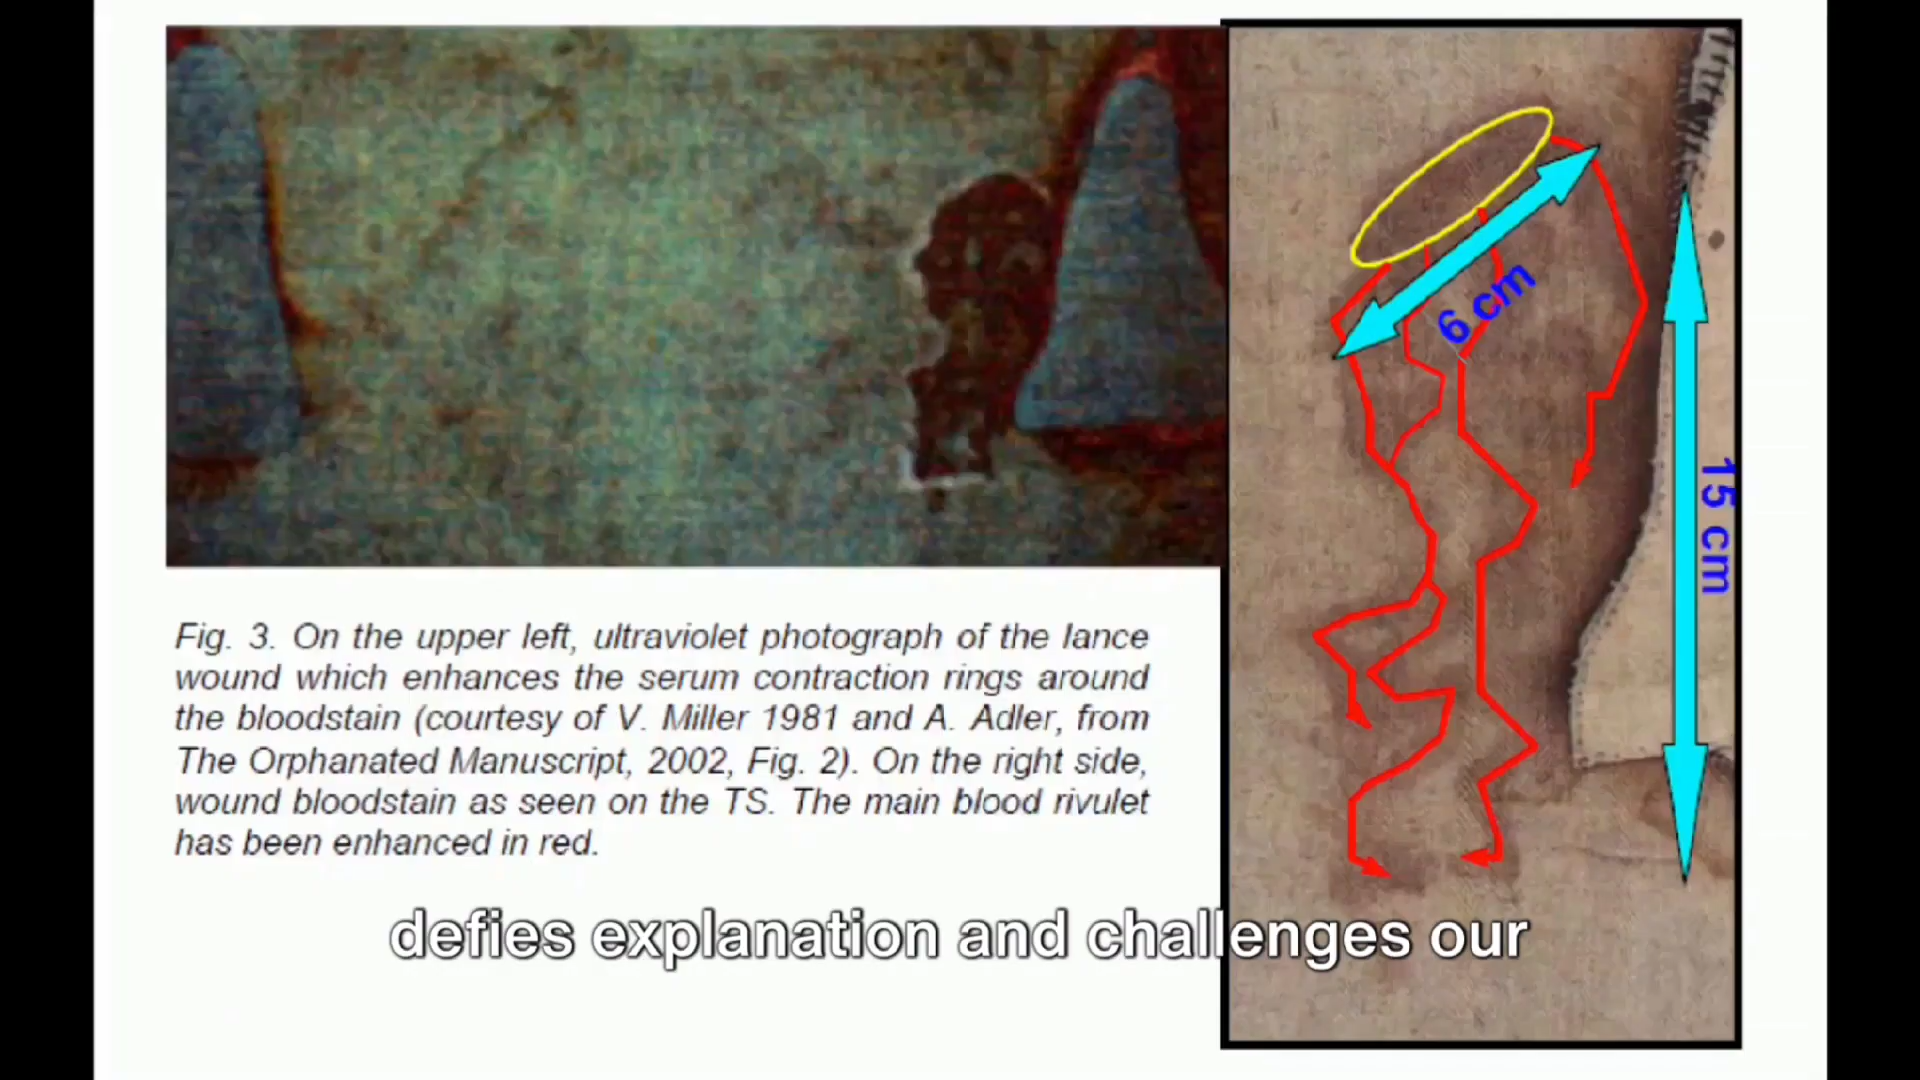 6 cm
15 cm
Fig. 3. On the upper left, ultraviolet photograph of the lance
wound which enhances the serum contraction rings around
the bloodstain (courtesy of V. Miller 1981 and A. Adler, from
The Orphanated Manuscript, 2002, Fig. 2). On the right side,
wound bloodstain as seen on the TS. The main blood rivulet
has been enhanced in red.
defies explanation and challenges our